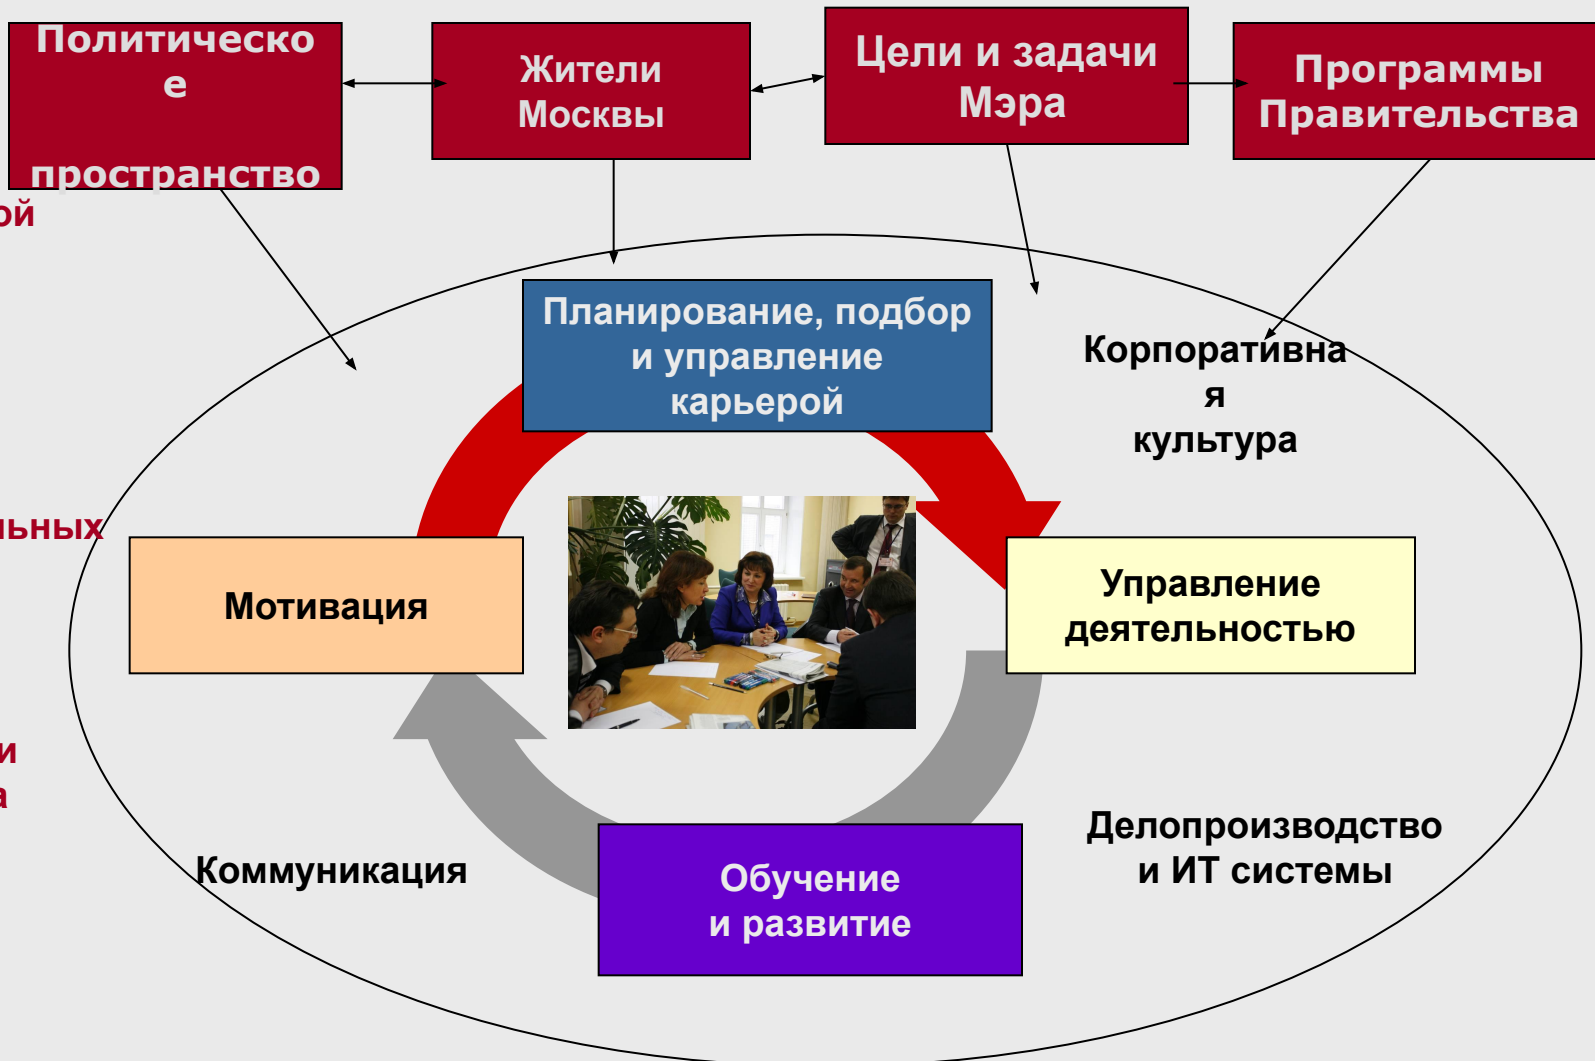 Политическо
е
пространство
Жители
Москвы
Цели и задачи
Мэра
Программы
Правительства
ой
Планирование, подбор
и управление
карьерой
Корпоративна
я
культура
льных
Мотивация
Управление
деятельностью
и
а
Коммуникация
Обучение
и развитие
Делопроизводство
и ИТ системы